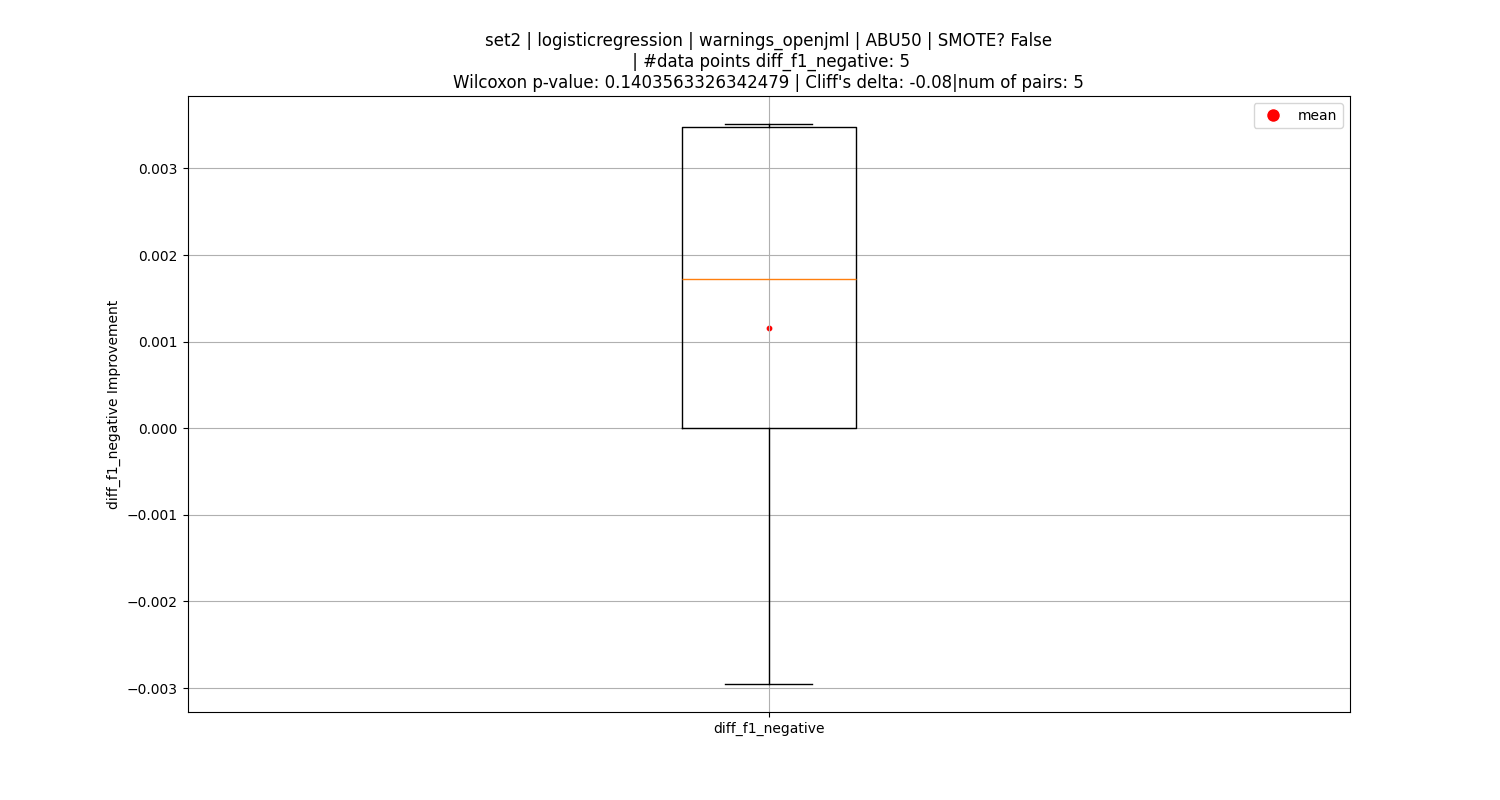 set2 | logisticregression | warnings_openjml | ABU50 | SMOTE? False
| #data points diff_f1_negative: 5
Wilcoxon p-value: 0.1403563326342479 | Cliff's delta: -0.08|num of pairs: 5
mean
0.003
0.002
0.001
0.000
−0.001
−0.002
−0.003
diff_f1_negative Improvement
diff_f1_negative